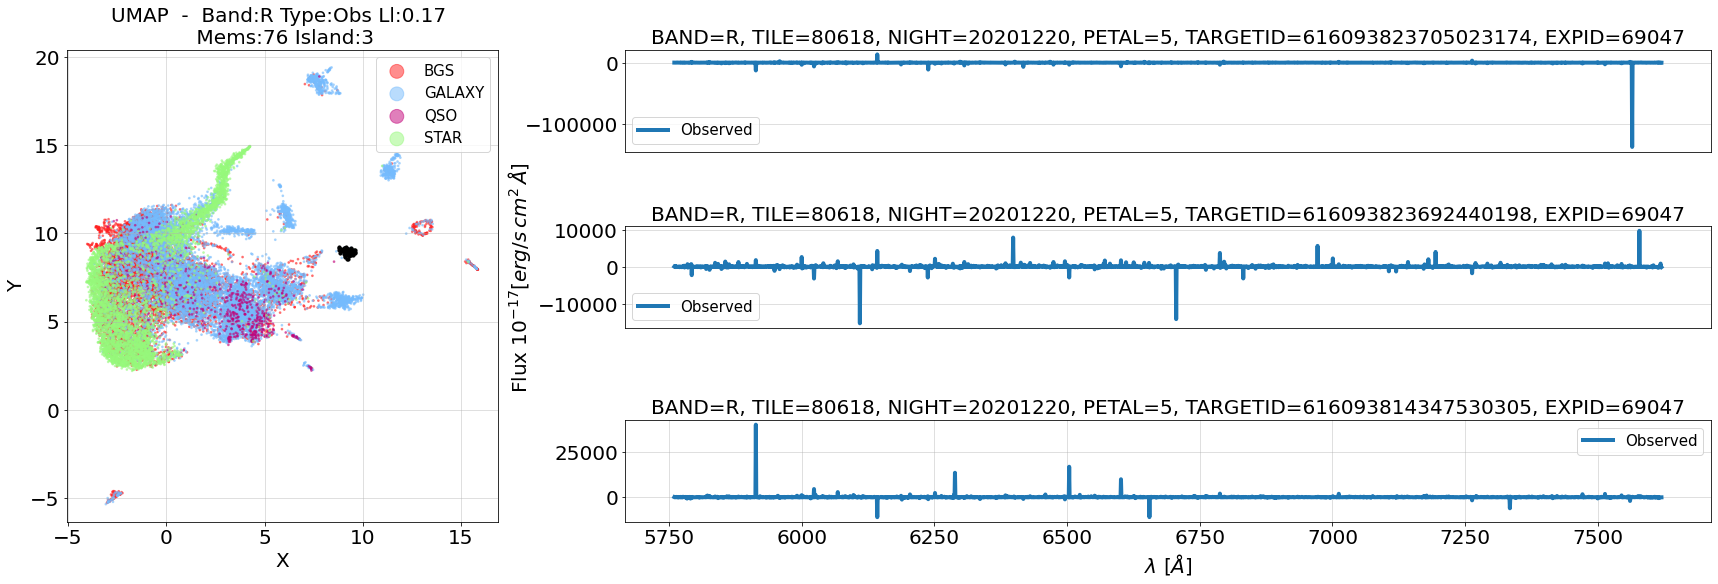 UMAP  -  Band:R Type:Obs Ll:0.17
Mems:76 Island:3
20
15
10
5
0
−5
Y
−5
0
5
10
15
X
BGS
GALAXY
QSO
STAR
Flux 10⁻¹⁷[erg/s cm² Å]
BAND=R, TILE=80618, NIGHT=20201220, PETAL=5, TARGETID=616093823705023174, EXPID=69047
0
−100000
Observed
BAND=R, TILE=80618, NIGHT=20201220, PETAL=5, TARGETID=616093823692440198, EXPID=69047
10000
0
−10000
Observed
BAND=R, TILE=80618, NIGHT=20201220, PETAL=5, TARGETID=616093814347530305, EXPID=69047
25000
0
Observed
5750
6000
6250
6500
6750
7000
7250
7500
λ [Å]